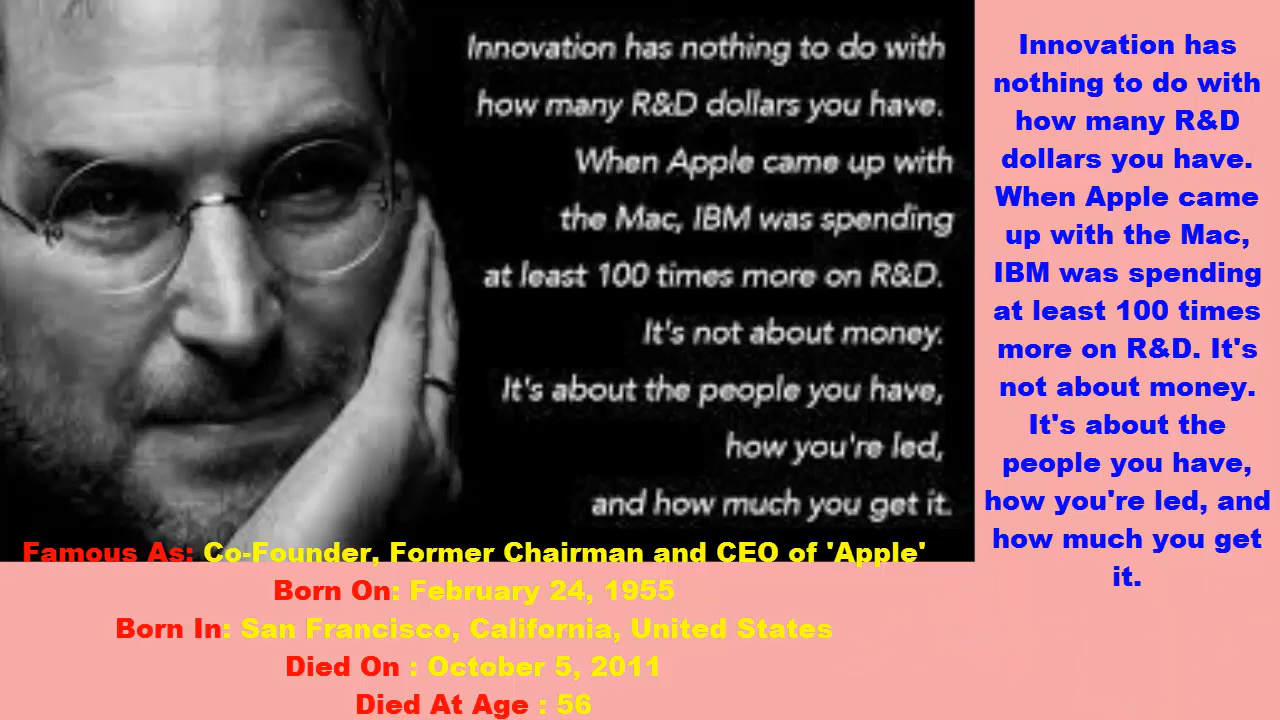 Innovation has nothing to do with
how many R&D dollars you have.
When Apple came up with
the Mac, IBM was spending
at least 100 times more on R&D.
It's not about money.
It's about the people you have,
how you're led,
and how much you get it.
Innovation has
nothing to do with
how many R&D
dollars you have.
When Apple came
up with the Mac,
IBM was spending
at least 100 times
more on R&D. It's
not about money.
It's about the
people you have,
how you're led, and
how much you get
it.
Famous As: Co-Founder, Former Chairman and CEO of 'Apple'
Born On: February 24, 1955
Born In: San Francisco, California, United States
Died On : October 5, 2011
Died At Age : 56